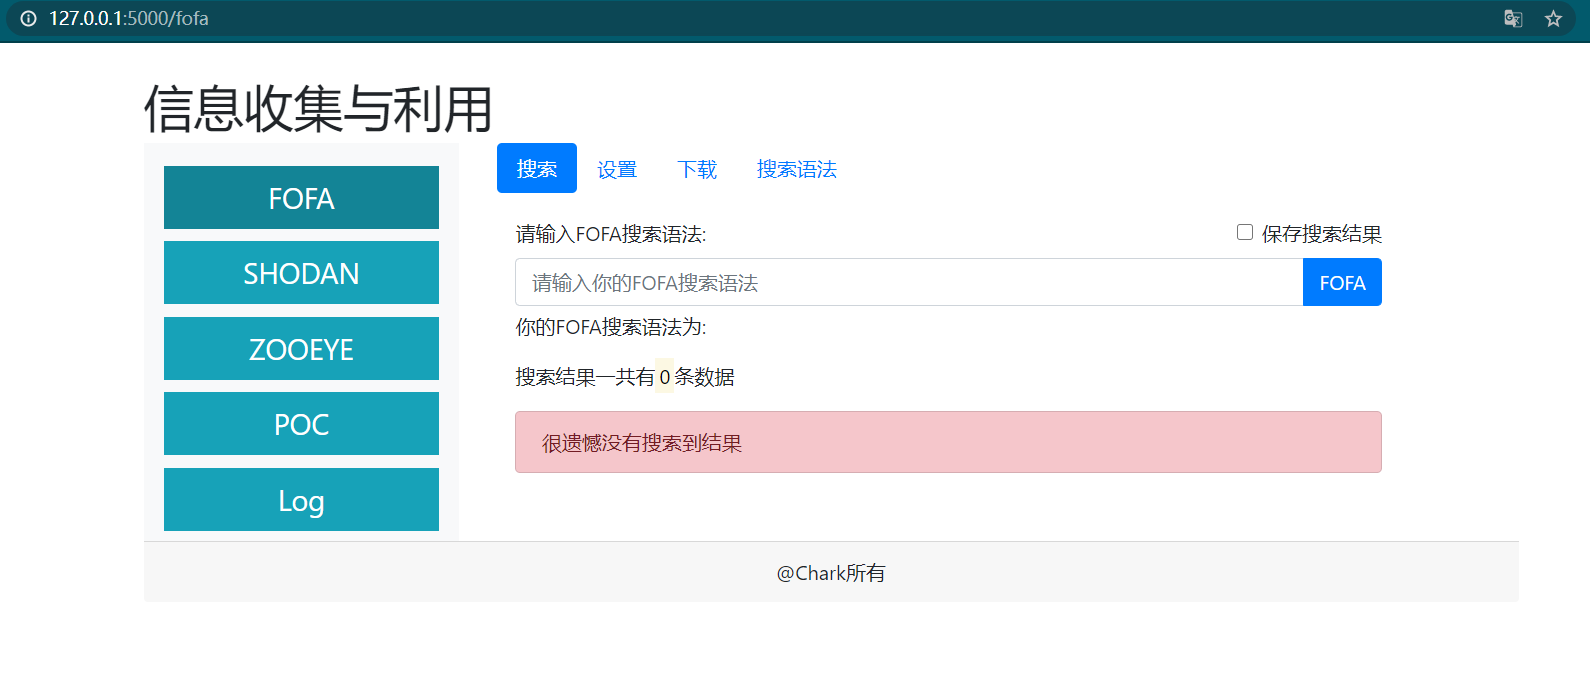 127.0.0.1:5000/fofa
信息收集与利用
FOFA
SHODAN
ZOOEYE
POC
Log
搜索 设置 下载 搜索语法
请输入FOFA搜索语法: 保存搜索结果
请输入你的FOFA搜索语法 FOFA
你的FOFA搜索语法为:
搜索结果一共有 0 条数据
很遗憾没有搜索到结果
@Chark所有